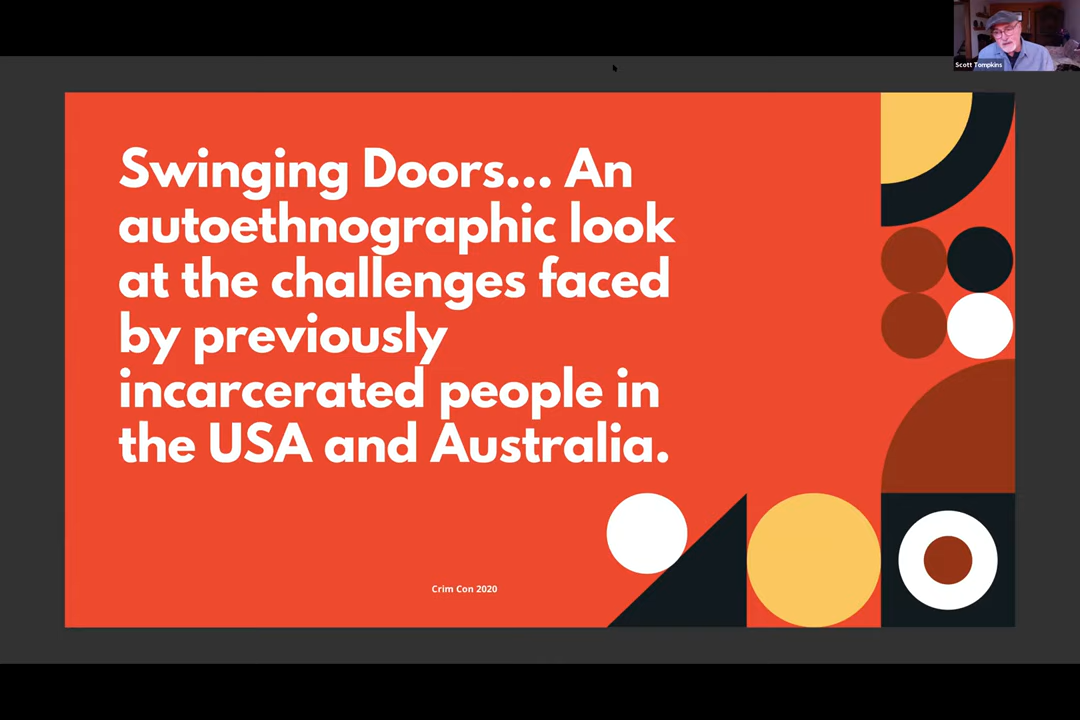 Scott Tompkins
Swinging Doors... An
autoethnographic look
at the challenges faced
by previously
incarcerated people in
the USA and Australia.
Crim Con 2020